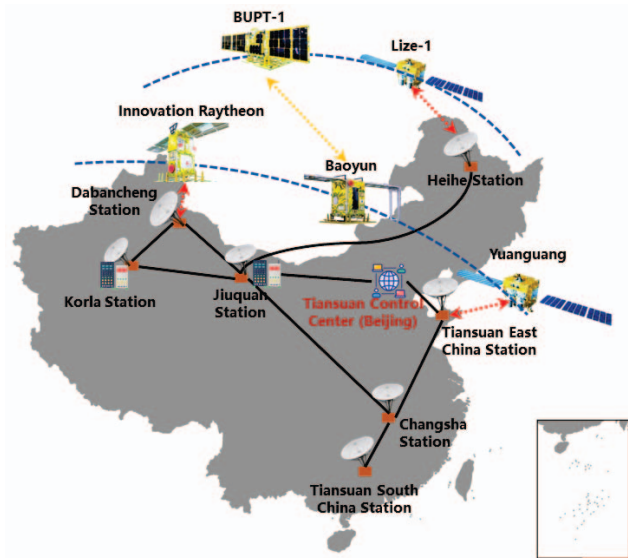 BUPT-1
Lize-1
Innovation Raytheon
Baoyun
Heihe Station
Dabancheng
Station
Yuanguang
Korla Station
Jiuquan
Station
Tiansuan Control
Center (Beijing)
Tiansuan East
China Station
Changsha
Station
Tiansuan South
China Station